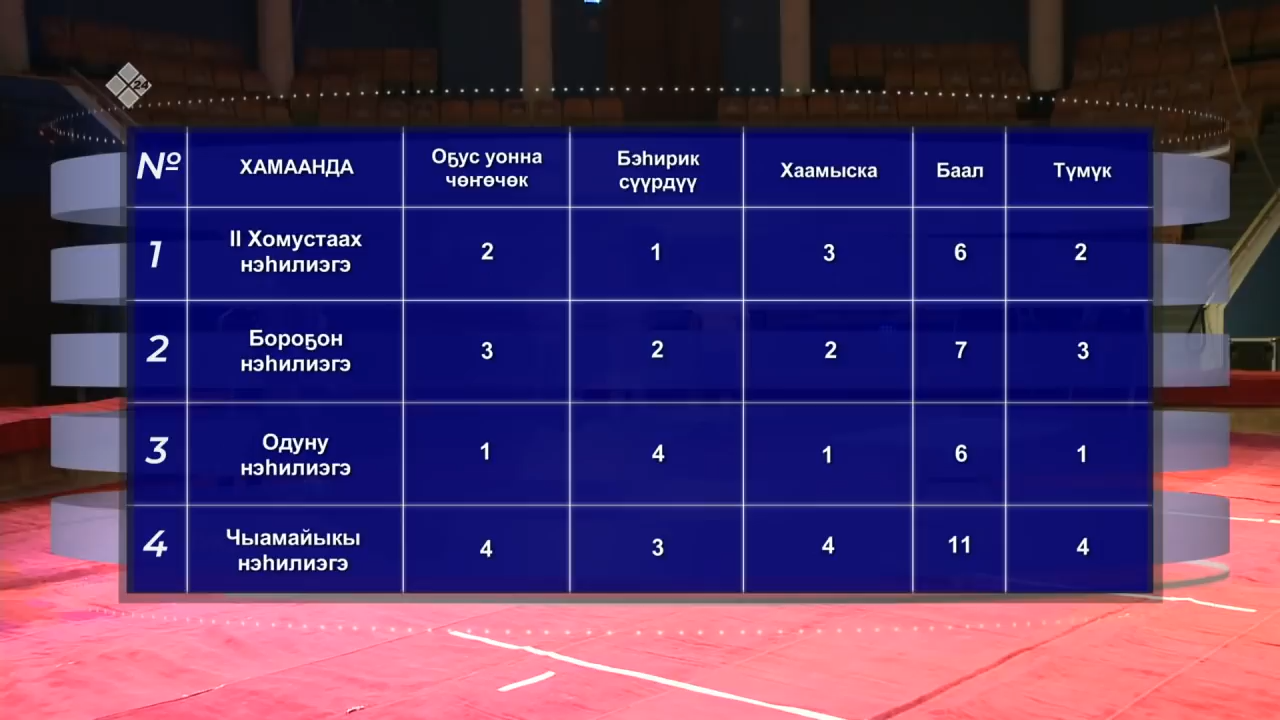 X24
№ ХАМААНДА Оҕус уонна чөҥөчөк Бэһирик сүүрдүү Хаамыска Баал Түмүк
1 II Хомустаах нэһилиэгэ 2 1 3 6 2
2 Бороҕон нэһилиэгэ 3 2 2 7 3
3 Одуну нэһилиэгэ 1 4 1 6 1
4 Чыамайыкы нэһилиэгэ 4 3 4 11 4